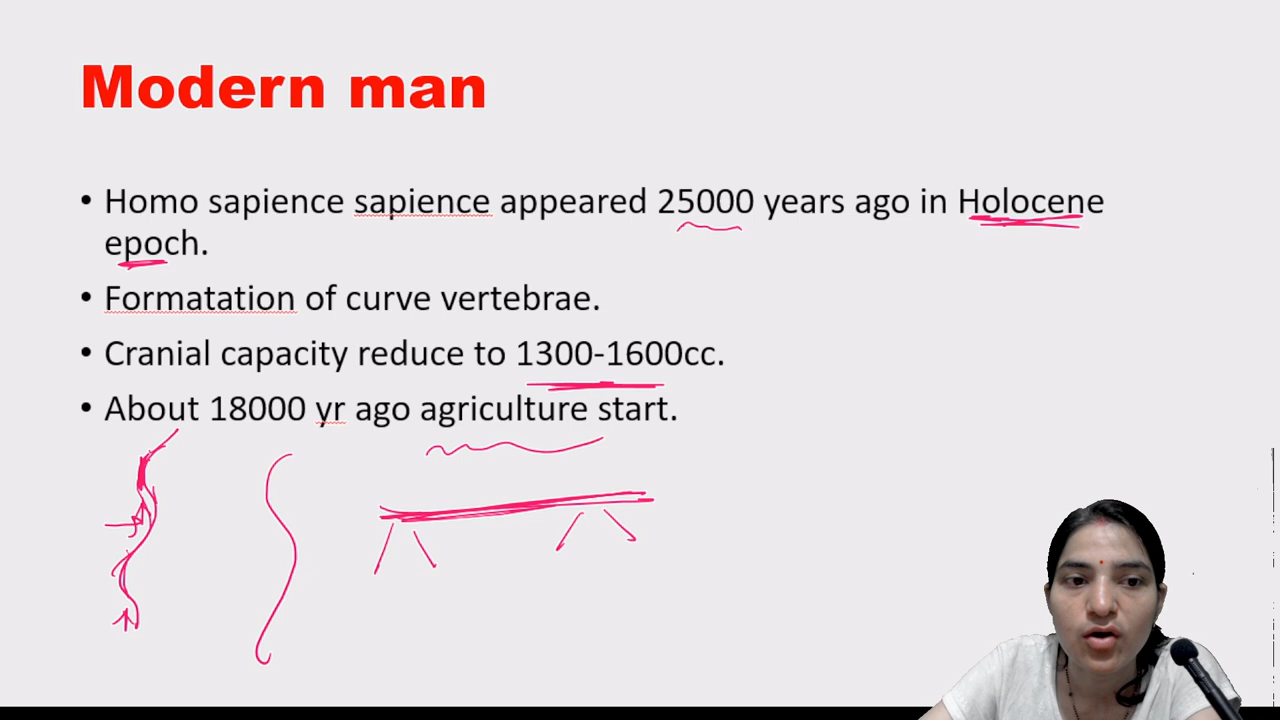 Modern man
• Homo sapience sapience appeared 25000 years ago in Holocene
epoch.
• Formatation of curve vertebrae.
• Cranial capacity reduce to 1300-1600cc.
• About 18000 yr ago agriculture start.